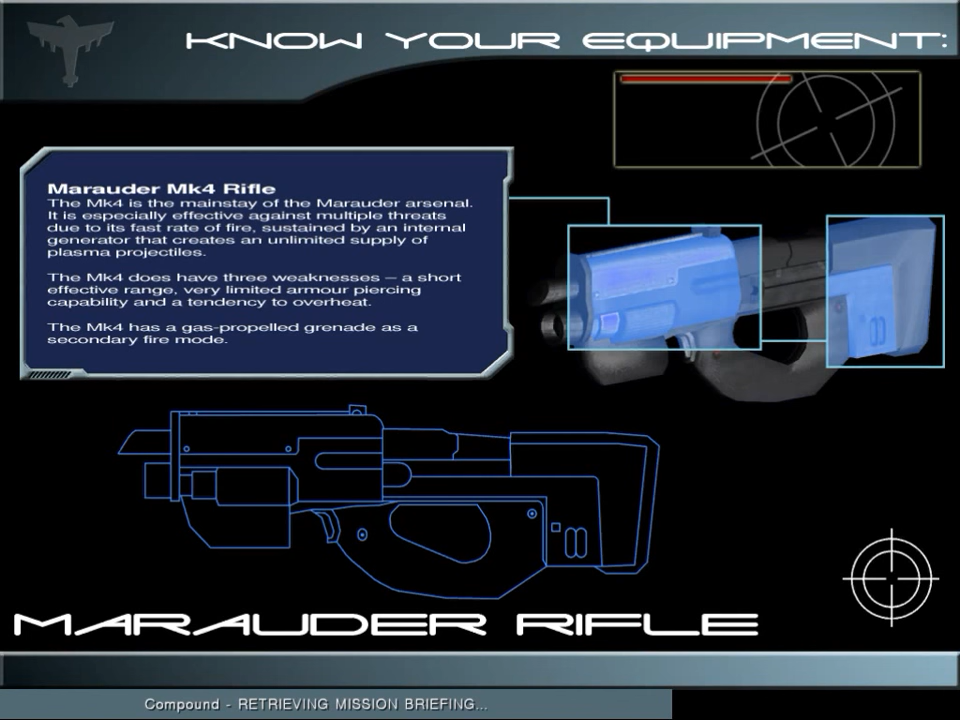 KNOW YOUR EQUIPMENT:
Marauder Mk4 Rifle
The Mk4 is the mainstay of the Marauder arsenal.
It is especially effective against multiple threats
due to its fast rate of fire, sustained by an internal
generator that creates an unlimited supply of
plasma projectiles.
The Mk4 does have three weaknesses – a short
effective range, very limited armour piercing
capability and a tendency to overheat.
The Mk4 has a gas-propelled grenade as a
secondary fire mode.
MARAUDER RIFLE
Compound - RETRIEVING MISSION BRIEFING...